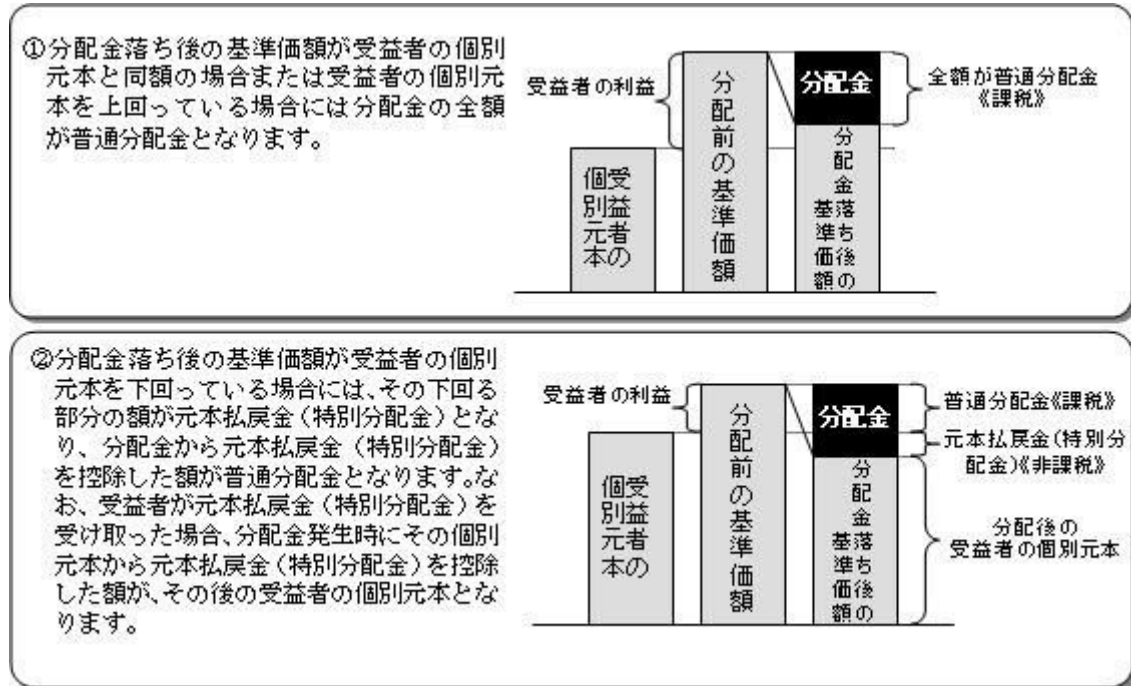 ①分配金落ち後の基準価額が受益者の個別
元本と同額の場合または受益者の個別元
本を上回っている場合には分配金の全額
が普通分配金となります。
受益者の利益
受益者の
個別元本
分配前の基準価額
分配金
分配金落ち後の
基準価額
全額が普通分配金
《課税》
②分配金落ち後の基準価額が受益者の個別
元本を下回っている場合には、その下回る
部分の額が元本払戻金（特別分配金）とな
り、分配金から元本払戻金（特別分配金）
を控除した額が普通分配金となります。な
お、受益者が元本払戻金（特別分配金）を
受け取った場合、分配金発生時にその個別
元本から元本払戻金（特別分配金）を控除
した額が、その後の受益者の個別元本とな
ります。
受益者の利益
受益者の
個別元本
分配前の基準価額
分配金
分配金落ち後の
基準価額
普通分配金《課税》
元本払戻金(特別分
配金)《非課税》
分配後の
受益者の個別元本